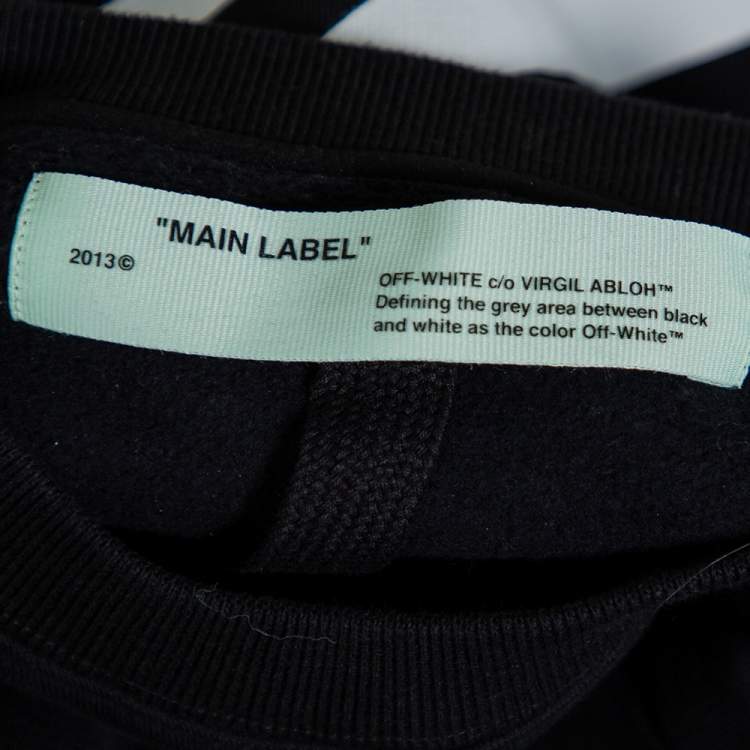 "MAIN LABEL"
2013©
OFF-WHITE c/o VIRGIL ABLOH™
Defining the grey area between black
and white as the color Off-White™